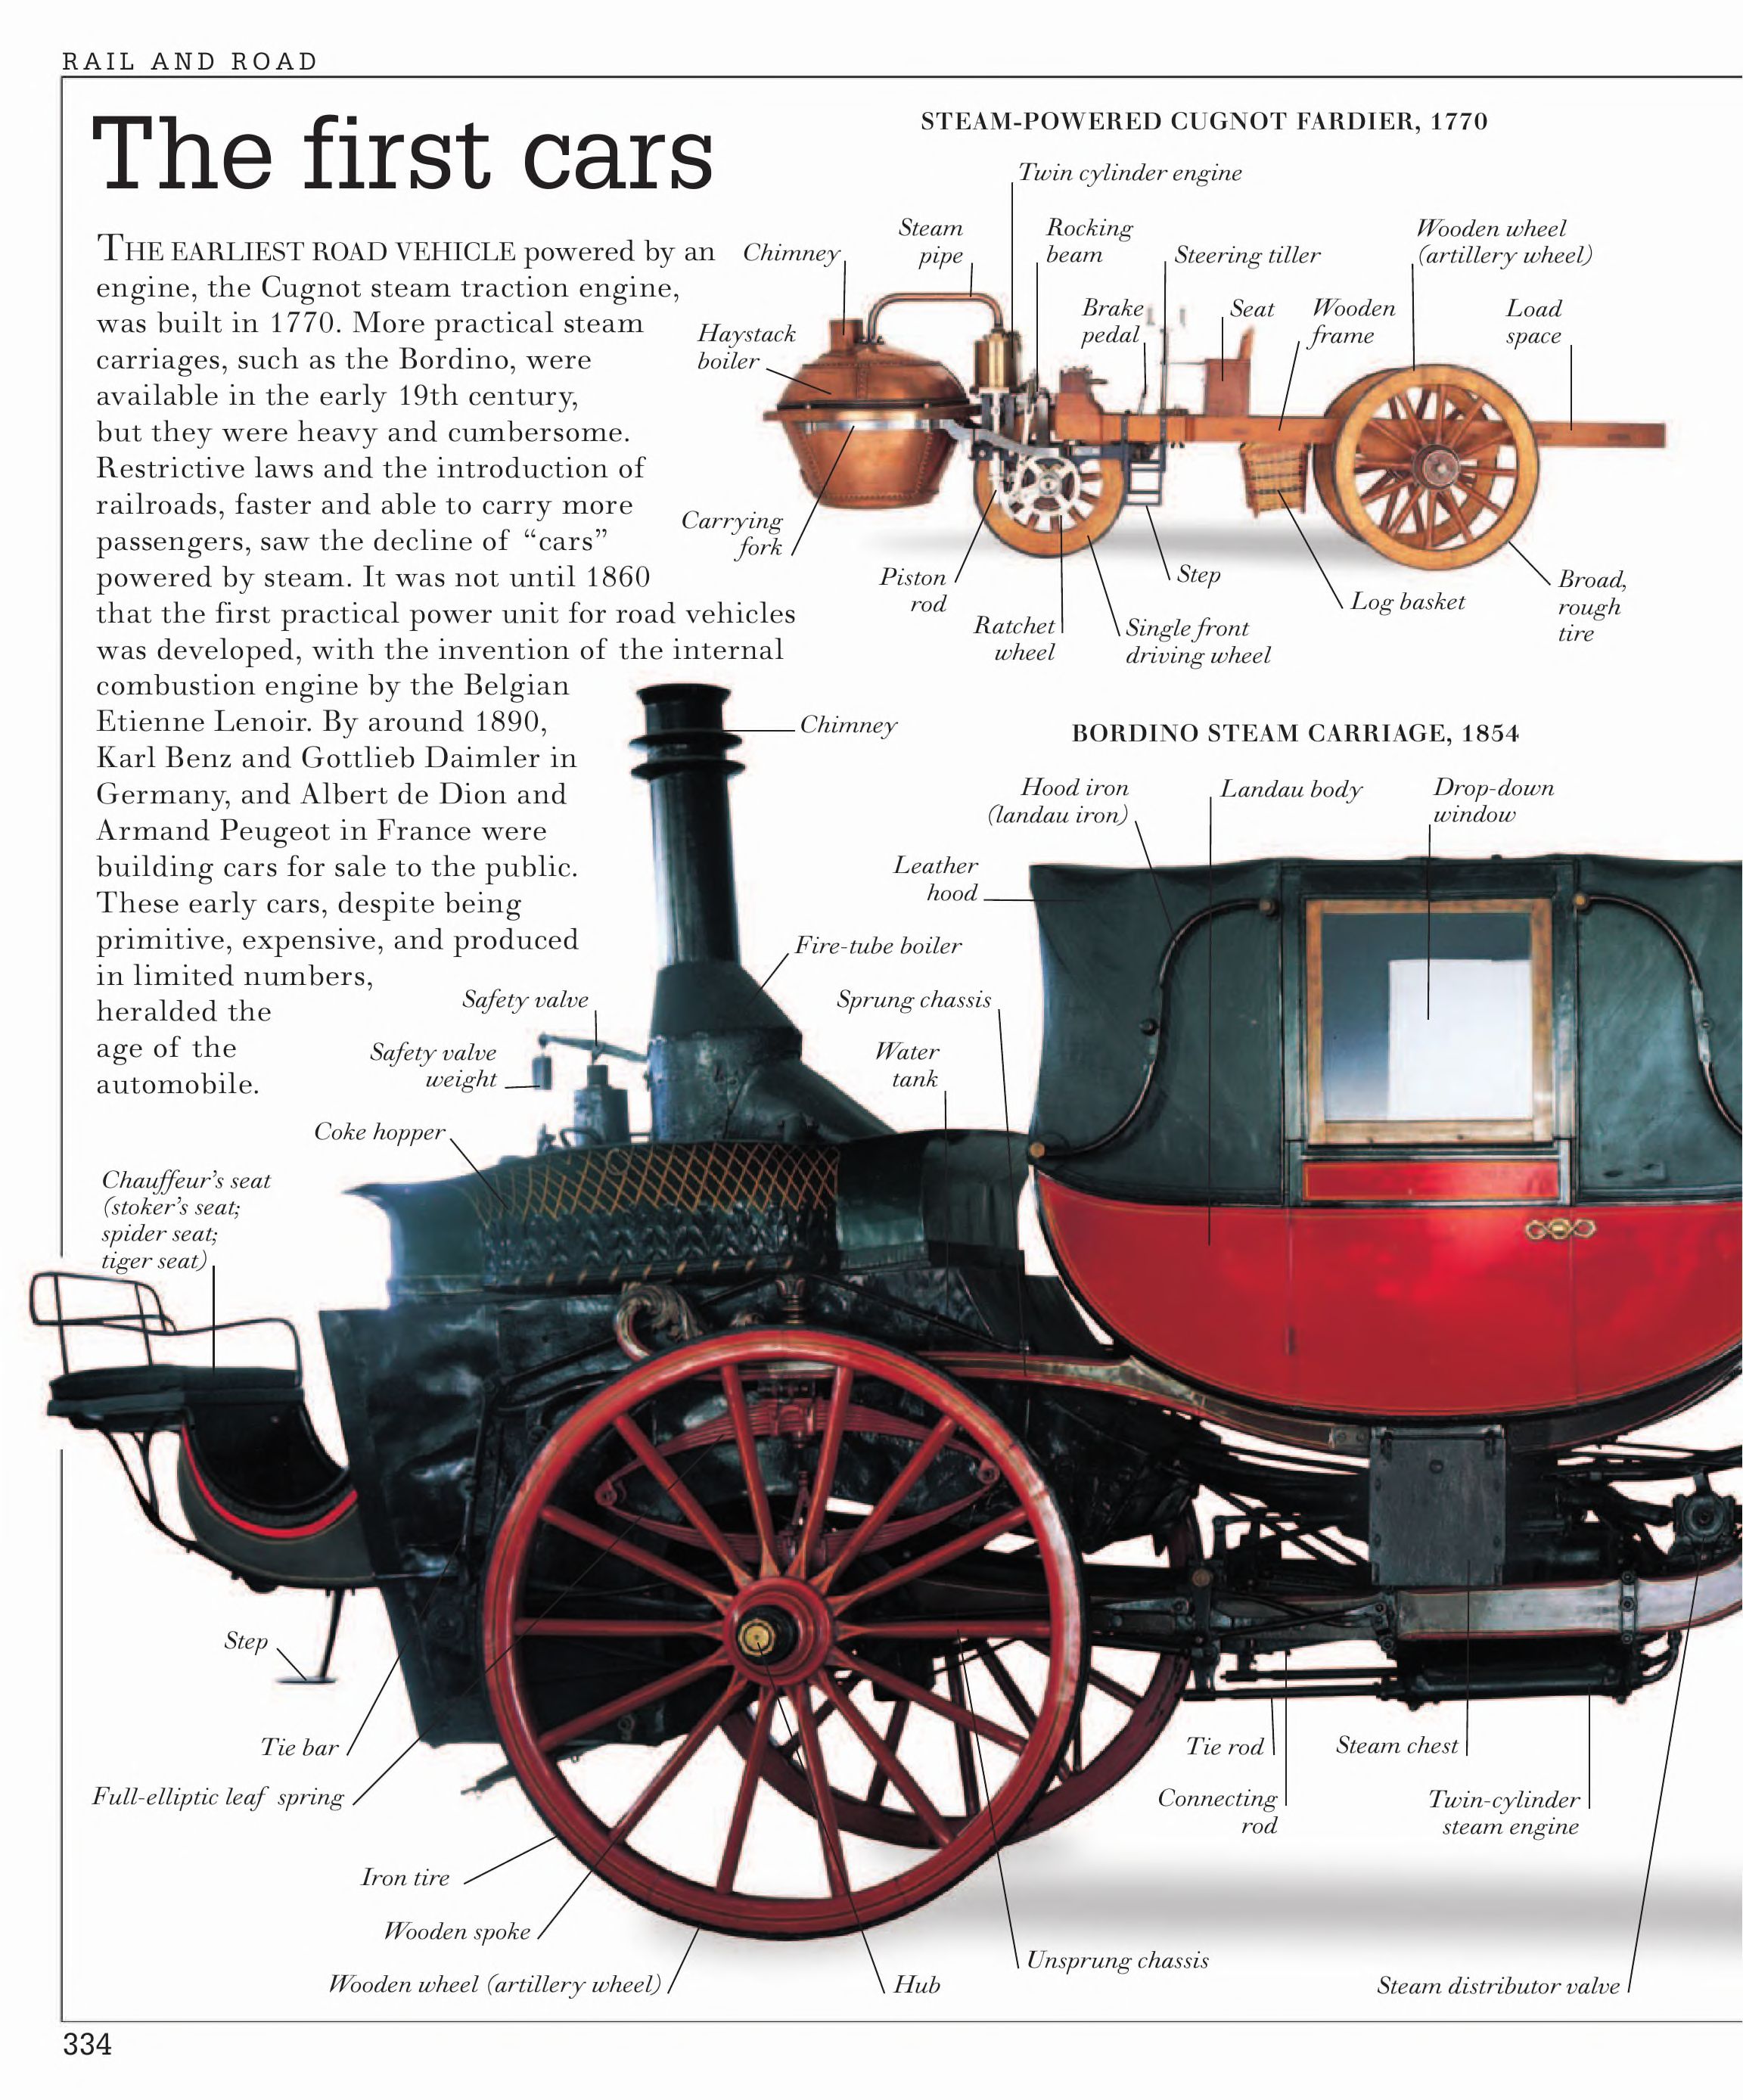 RAIL AND ROAD
The first cars
THE EARLIEST ROAD VEHICLE powered by an
engine, the Cugnot steam traction engine,
was built in 1770. More practical steam
carriages, such as the Bordino, were
available in the early 19th century,
but they were heavy and cumbersome.
Restrictive laws and the introduction of
railroads, faster and able to carry more
passengers, saw the decline of “cars”
powered by steam. It was not until 1860
that the first practical power unit for road vehicles
was developed, with the invention of the internal
combustion engine by the Belgian
Etienne Lenoir. By around 1890,
Karl Benz and Gottlieb Daimler in
Germany, and Albert de Dion and
Armand Peugeot in France were
building cars for sale to the public.
These early cars, despite being
primitive, expensive, and produced
in limited numbers,
heralded the
age of the
automobile.
STEAM-POWERED CUGNOT FARDIER, 1770
Twin cylinder engine
Steam
pipe
Rocking
beam
Wooden wheel
(artillery wheel)
Chimney
Steering tiller
Brake
pedal
Seat
Wooden
frame
Load
space
Haystack
boiler
Carrying
fork
Piston
rod
Ratchet
wheel
Step
Single front
driving wheel
Log basket
Broad,
rough
tire
BORDINO STEAM CARRIAGE, 1854
Chimney
Hood iron
(landau iron)
Landau body
Drop-down
window
Leather
hood
Fire-tube boiler
Safety valve
Sprung chassis
Safety valve
weight
Water
tank
Coke hopper
Chauffeur’s seat
(stoker’s seat;
spider seat;
tiger seat)
Step
Tie bar
Full-elliptic leaf spring
Iron tire
Wooden spoke
Wooden wheel (artillery wheel)
Hub
Unsprung chassis
Tie rod
Connecting
rod
Steam chest
Twin-cylinder
steam engine
Steam distributor valve
334